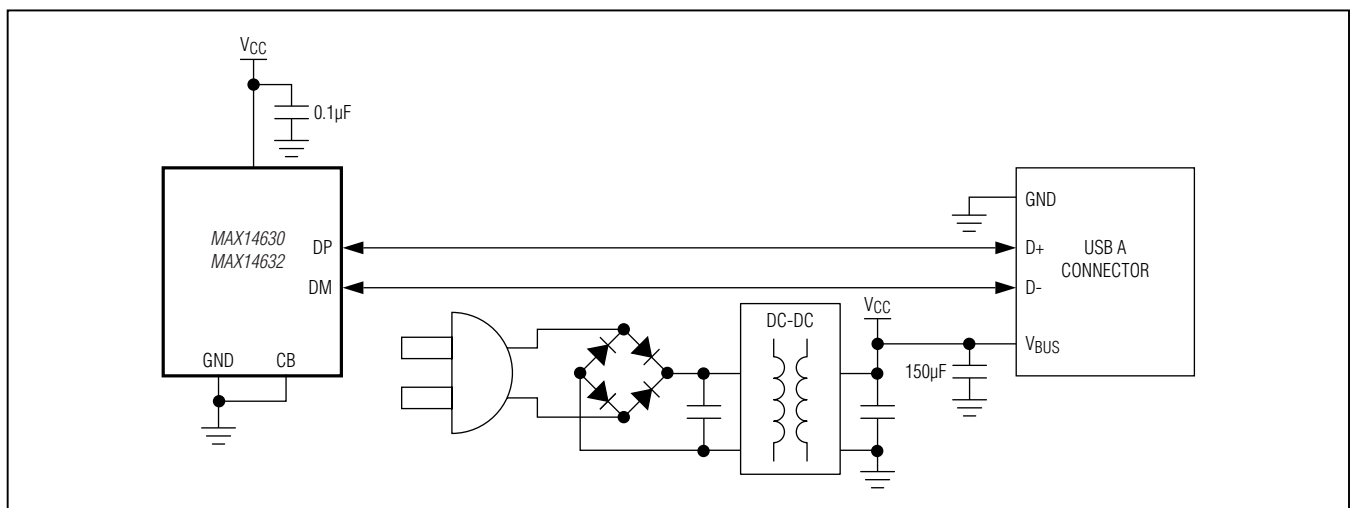 VCC
0.1µF
MAX14630
MAX14632
DP
DM
GND
CB
GND
D+
USB A
CONNECTOR
D-
VCC
DC-DC
VBUS
150µF